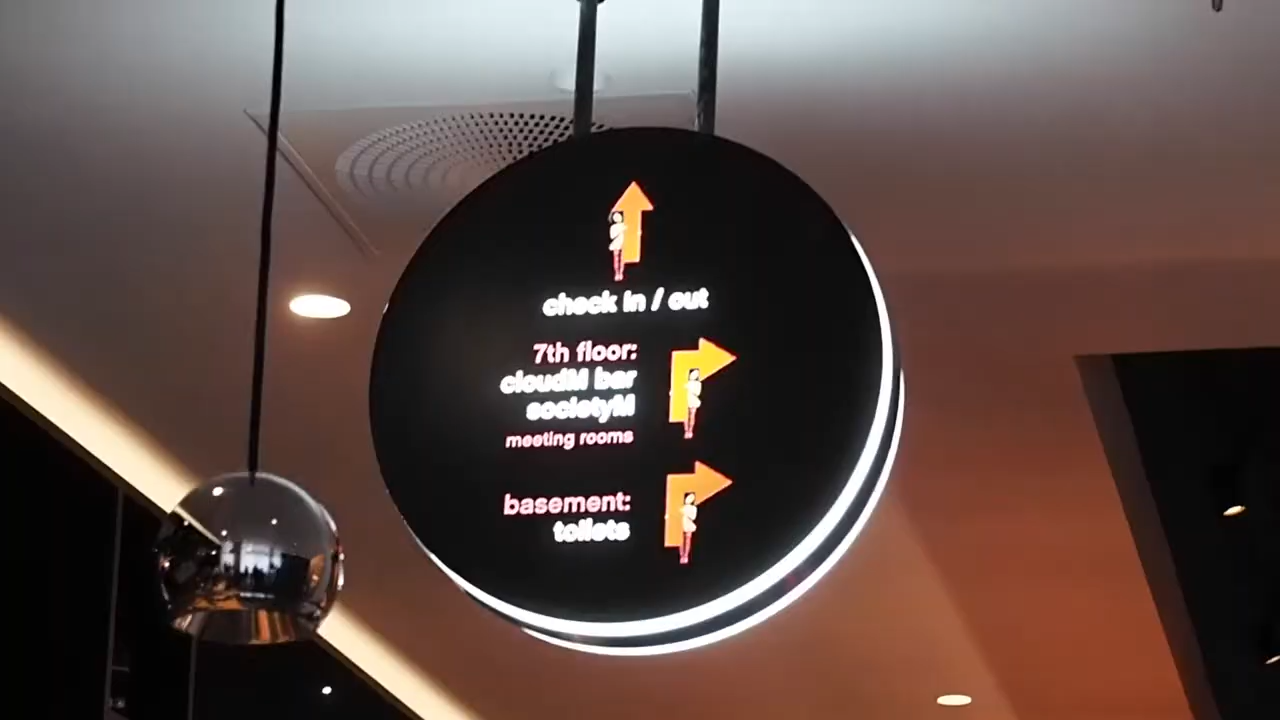 check in / out
7th floor:
cloudM bar
societyM
meeting rooms
basement:
toilets